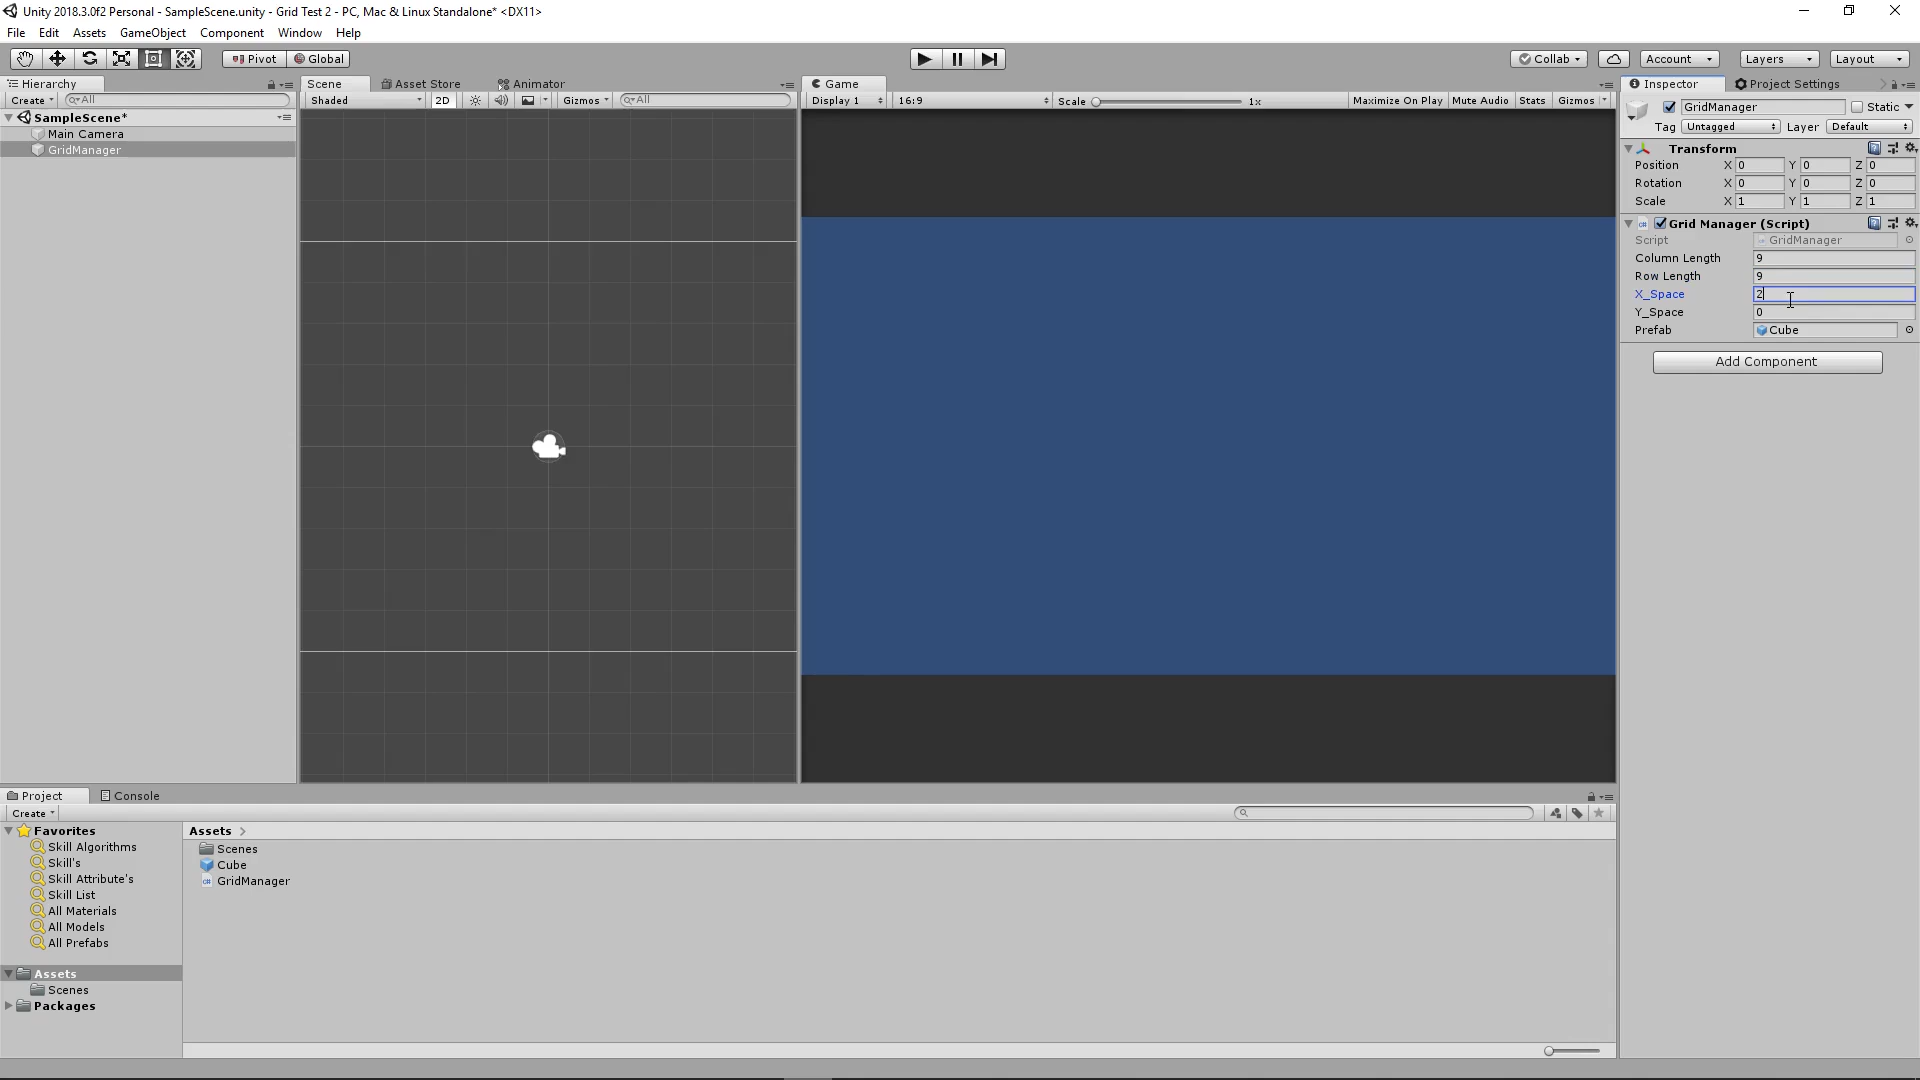 Unity 2018.3.0f2 Personal - SampleScene.unity - Grid Test 2 - PC, Mac & Linux Standalone* <DX11>
File Edit Assets GameObject Component Window Help
Pivot Global Collab Account Layers Layout
Hierarchy Scene Asset Store Animator Game Inspector Project Settings
Create All Shaded 2D Gizmos All Display 1 16:9 Scale 1x Maximize On Play Mute Audio Stats Gizmos
GridManager Static
SampleScene*
Tag Untagged Layer Default
Main Camera
GridManager
Transform
Position X 0 Y 0 Z 0
Rotation X 0 Y 0 Z 0
Scale X 1 Y 1 Z 1
Grid Manager (Script)
Script GridManager
Column Length 9
Row Length 9
X_Space 2
Y_Space 0
Prefab Cube
Add Component
Project Console
Create
Favorites
Skill Algorithms
Skill's
Skill Attribute's
Skill List
All Materials
All Models
All Prefabs
Assets
Scenes
Packages
Assets
Scenes
Cube
GridManager